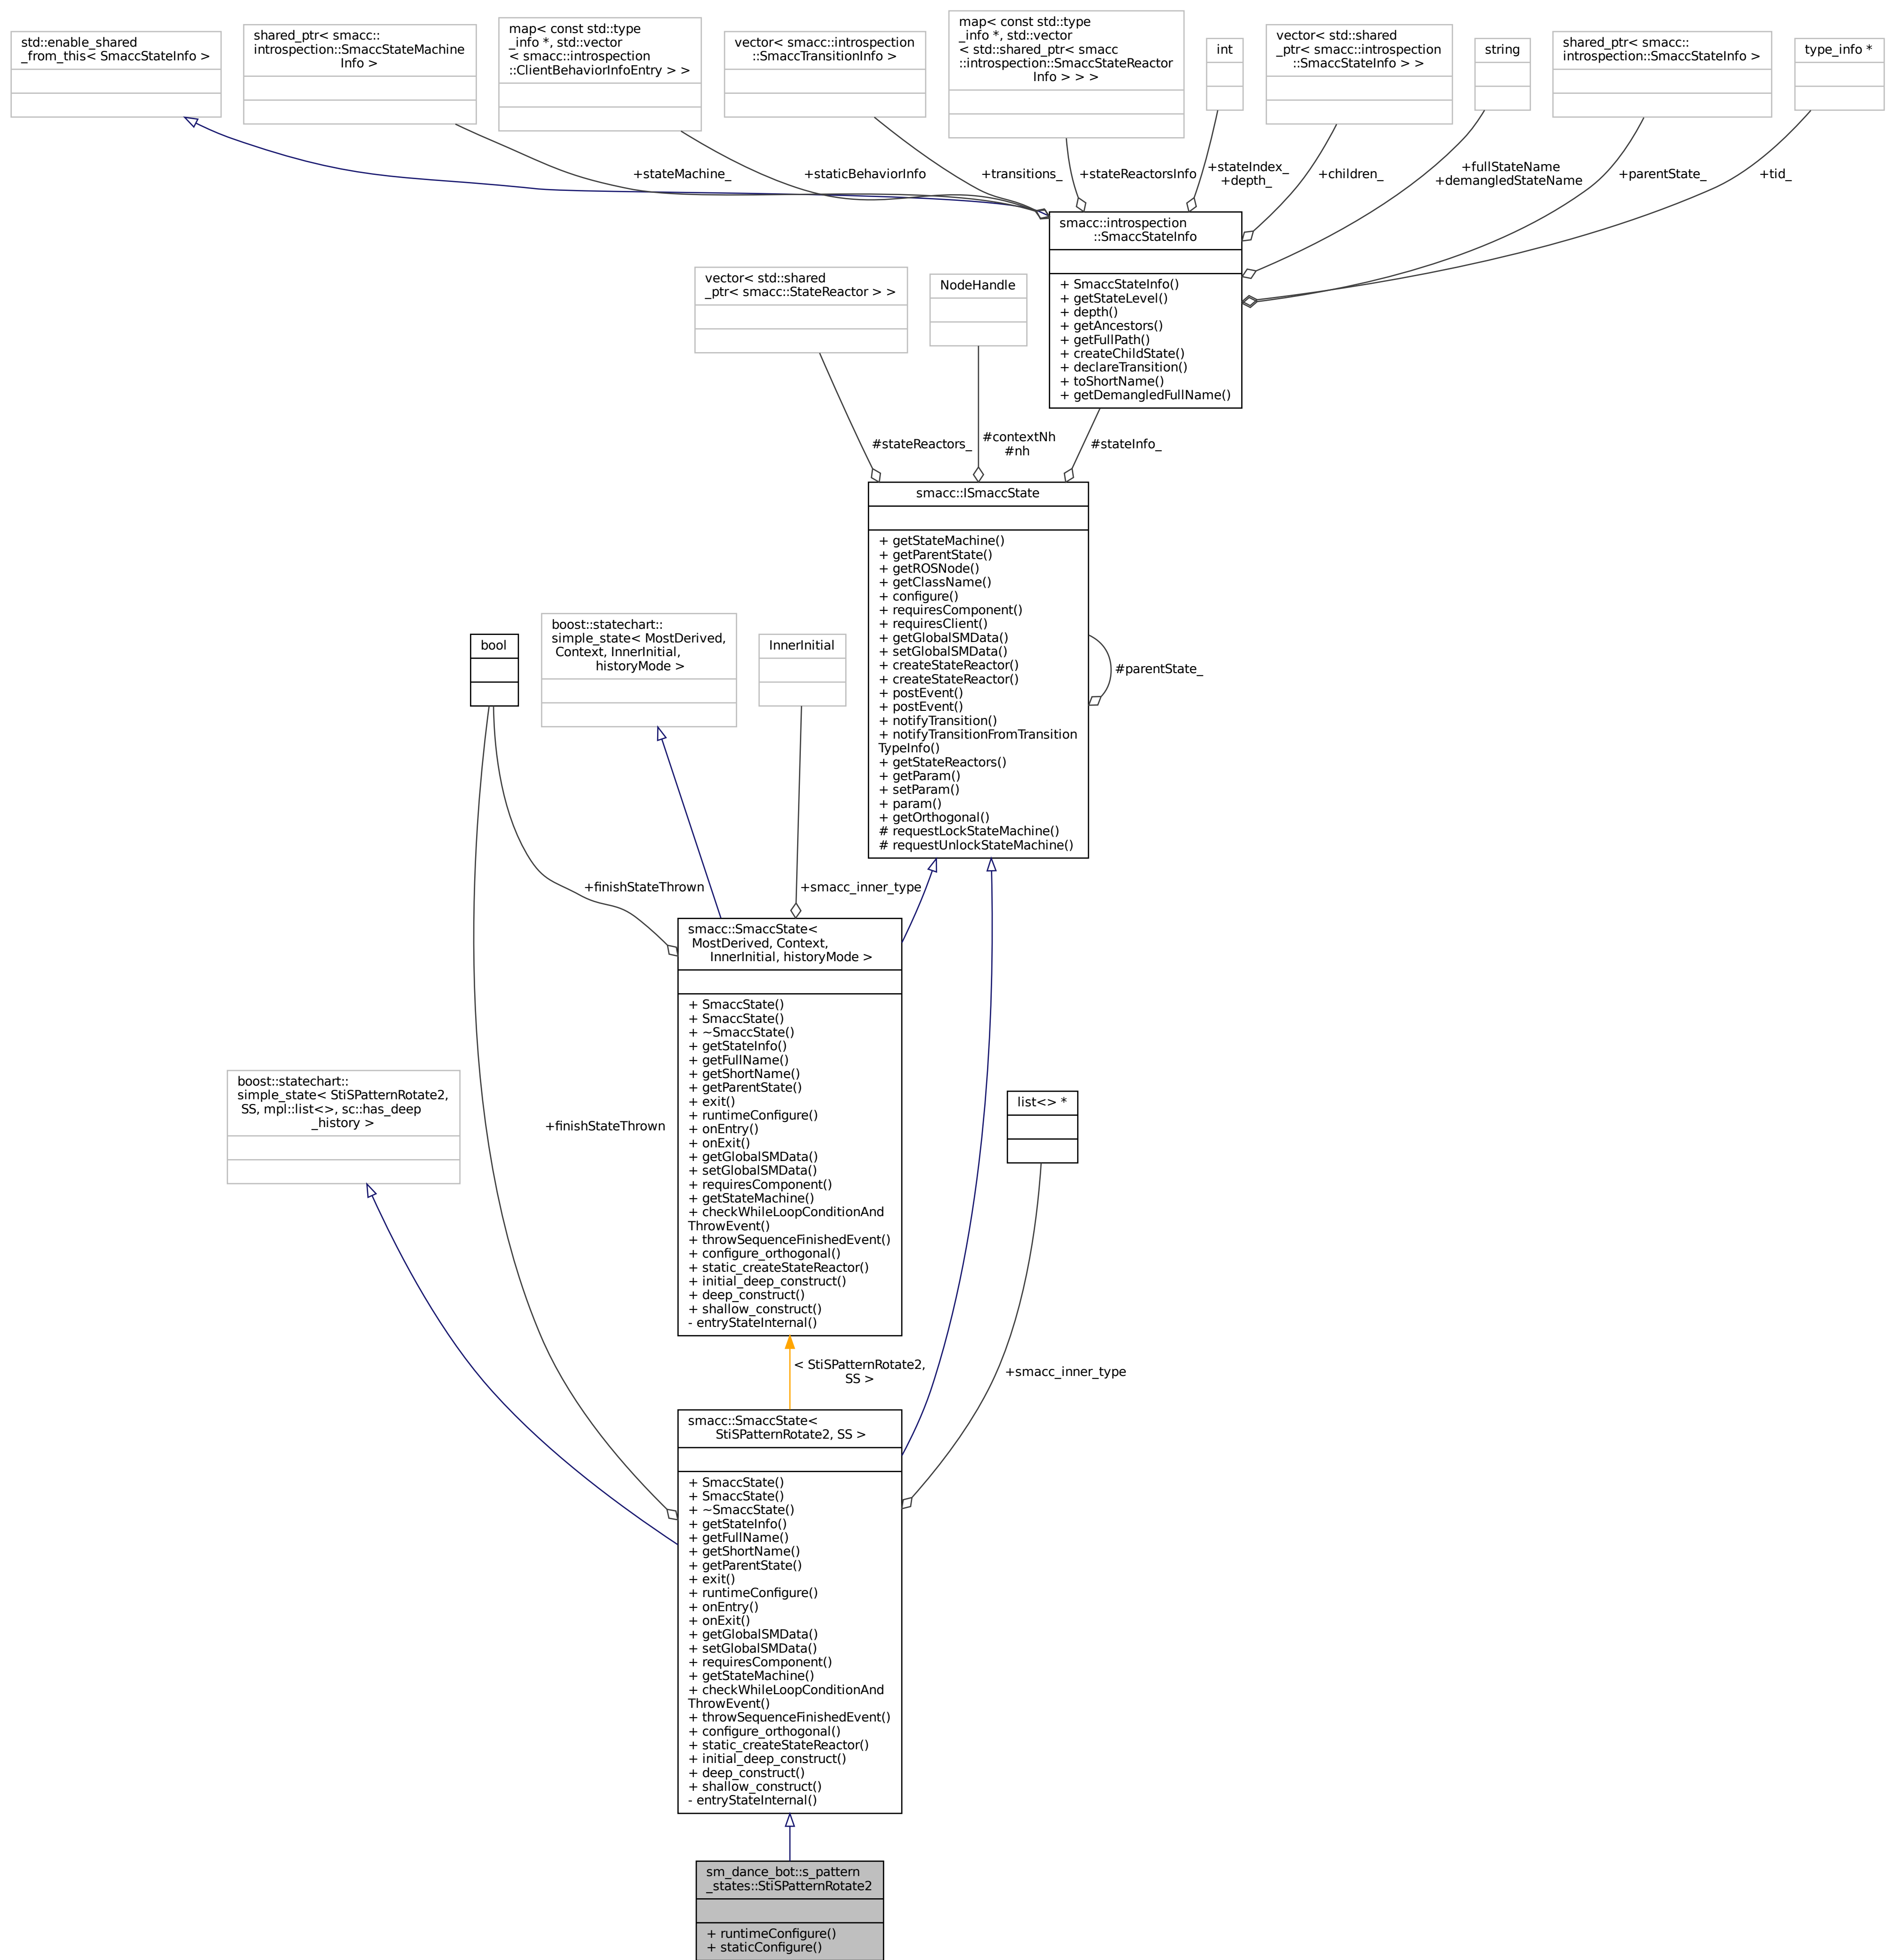 std::enable_shared
_from_this< SmaccStateInfo >
shared_ptr< smacc::
introspection::SmaccStateMachine
Info >
map< const std::type
_info *, std::vector
< smacc::introspection
::ClientBehaviorInfoEntry > >
vector< smacc::introspection
::SmaccTransitionInfo >
map< const std::type
_info *, std::vector
< std::shared_ptr< smacc
::introspection::SmaccStateReactor
Info > > >
int
vector< std::shared
_ptr< smacc::introspection
::SmaccStateInfo > >
string
shared_ptr< smacc::
introspection::SmaccStateInfo >
type_info *
+stateMachine_
+staticBehaviorInfo
+transitions_
+stateReactorsInfo
+stateIndex_
+depth_
+children_
+fullStateName
+demangledStateName
+parentState_
+tid_
smacc::introspection
::SmaccStateInfo
+ SmaccStateInfo()
+ getStateLevel()
+ depth()
+ getAncestors()
+ getFullPath()
+ createChildState()
+ declareTransition()
+ toShortName()
+ getDemangledFullName()
vector< std::shared
_ptr< smacc::StateReactor > >
NodeHandle
#stateReactors_
#contextNh
#nh
#stateInfo_
smacc::ISmaccState
+ getStateMachine()
+ getParentState()
+ getROSNode()
+ getClassName()
+ configure()
+ requiresComponent()
+ requiresClient()
+ getGlobalSMData()
+ setGlobalSMData()
+ createStateReactor()
+ createStateReactor()
+ postEvent()
+ postEvent()
+ notifyTransition()
+ notifyTransitionFromTransition
TypeInfo()
+ getStateReactors()
+ getParam()
+ setParam()
+ param()
+ getOrthogonal()
# requestLockStateMachine()
# requestUnlockStateMachine()
#parentState_
bool
boost::statechart::
simple_state< MostDerived,
Context, InnerInitial,
historyMode >
InnerInitial
+finishStateThrown
+smacc_inner_type
smacc::SmaccState<
MostDerived, Context,
InnerInitial, historyMode >
+ SmaccState()
+ SmaccState()
+ ~SmaccState()
+ getStateInfo()
+ getFullName()
+ getShortName()
+ getParentState()
+ exit()
+ runtimeConfigure()
+ onEntry()
+ onExit()
+ getGlobalSMData()
+ setGlobalSMData()
+ requiresComponent()
+ getStateMachine()
+ checkWhileLoopConditionAnd
ThrowEvent()
+ throwSequenceFinishedEvent()
+ configure_orthogonal()
+ static_createStateReactor()
+ initial_deep_construct()
+ deep_construct()
+ shallow_construct()
- entryStateInternal()
boost::statechart::
simple_state< StiSPatternRotate2,
SS, mpl::list<>, sc::has_deep
_history >
+finishStateThrown
list<> *
< StiSPatternRotate2,
SS >
+smacc_inner_type
smacc::SmaccState<
StiSPatternRotate2, SS >
+ SmaccState()
+ SmaccState()
+ ~SmaccState()
+ getStateInfo()
+ getFullName()
+ getShortName()
+ getParentState()
+ exit()
+ runtimeConfigure()
+ onEntry()
+ onExit()
+ getGlobalSMData()
+ setGlobalSMData()
+ requiresComponent()
+ getStateMachine()
+ checkWhileLoopConditionAnd
ThrowEvent()
+ throwSequenceFinishedEvent()
+ configure_orthogonal()
+ static_createStateReactor()
+ initial_deep_construct()
+ deep_construct()
+ shallow_construct()
- entryStateInternal()
sm_dance_bot::s_pattern
_states::StiSPatternRotate2
+ runtimeConfigure()
+ staticConfigure()